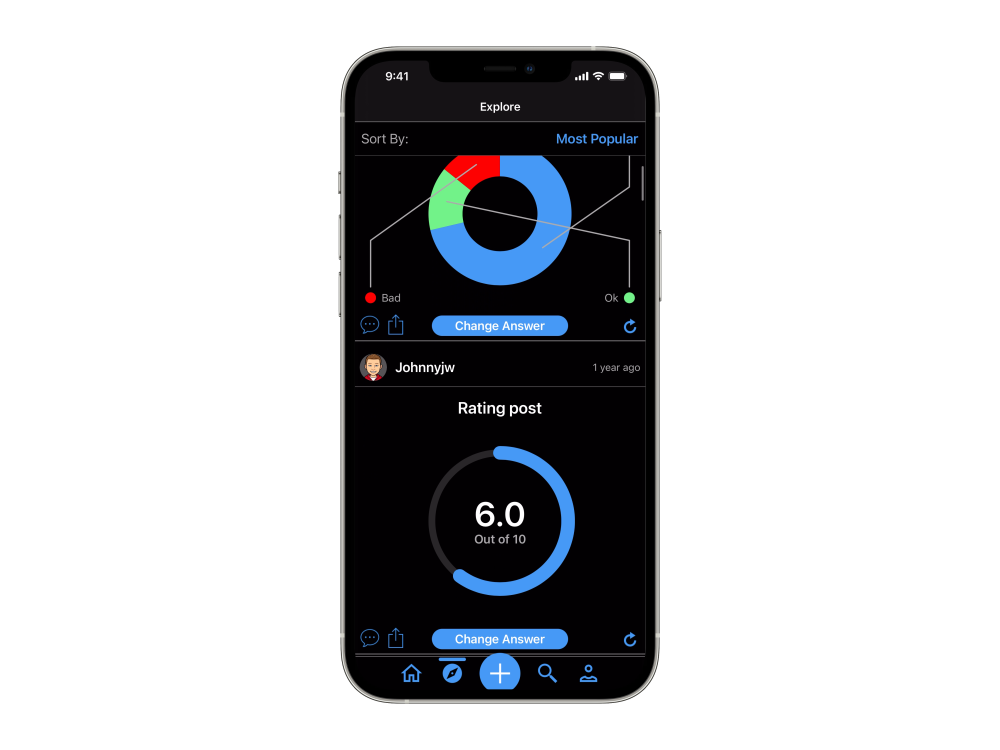 9:41
Explore
Sort By: Most Popular
Bad Ok
Change Answer
Johnnyjw 1 year ago
Rating post
6.0
Out of 10
Change Answer